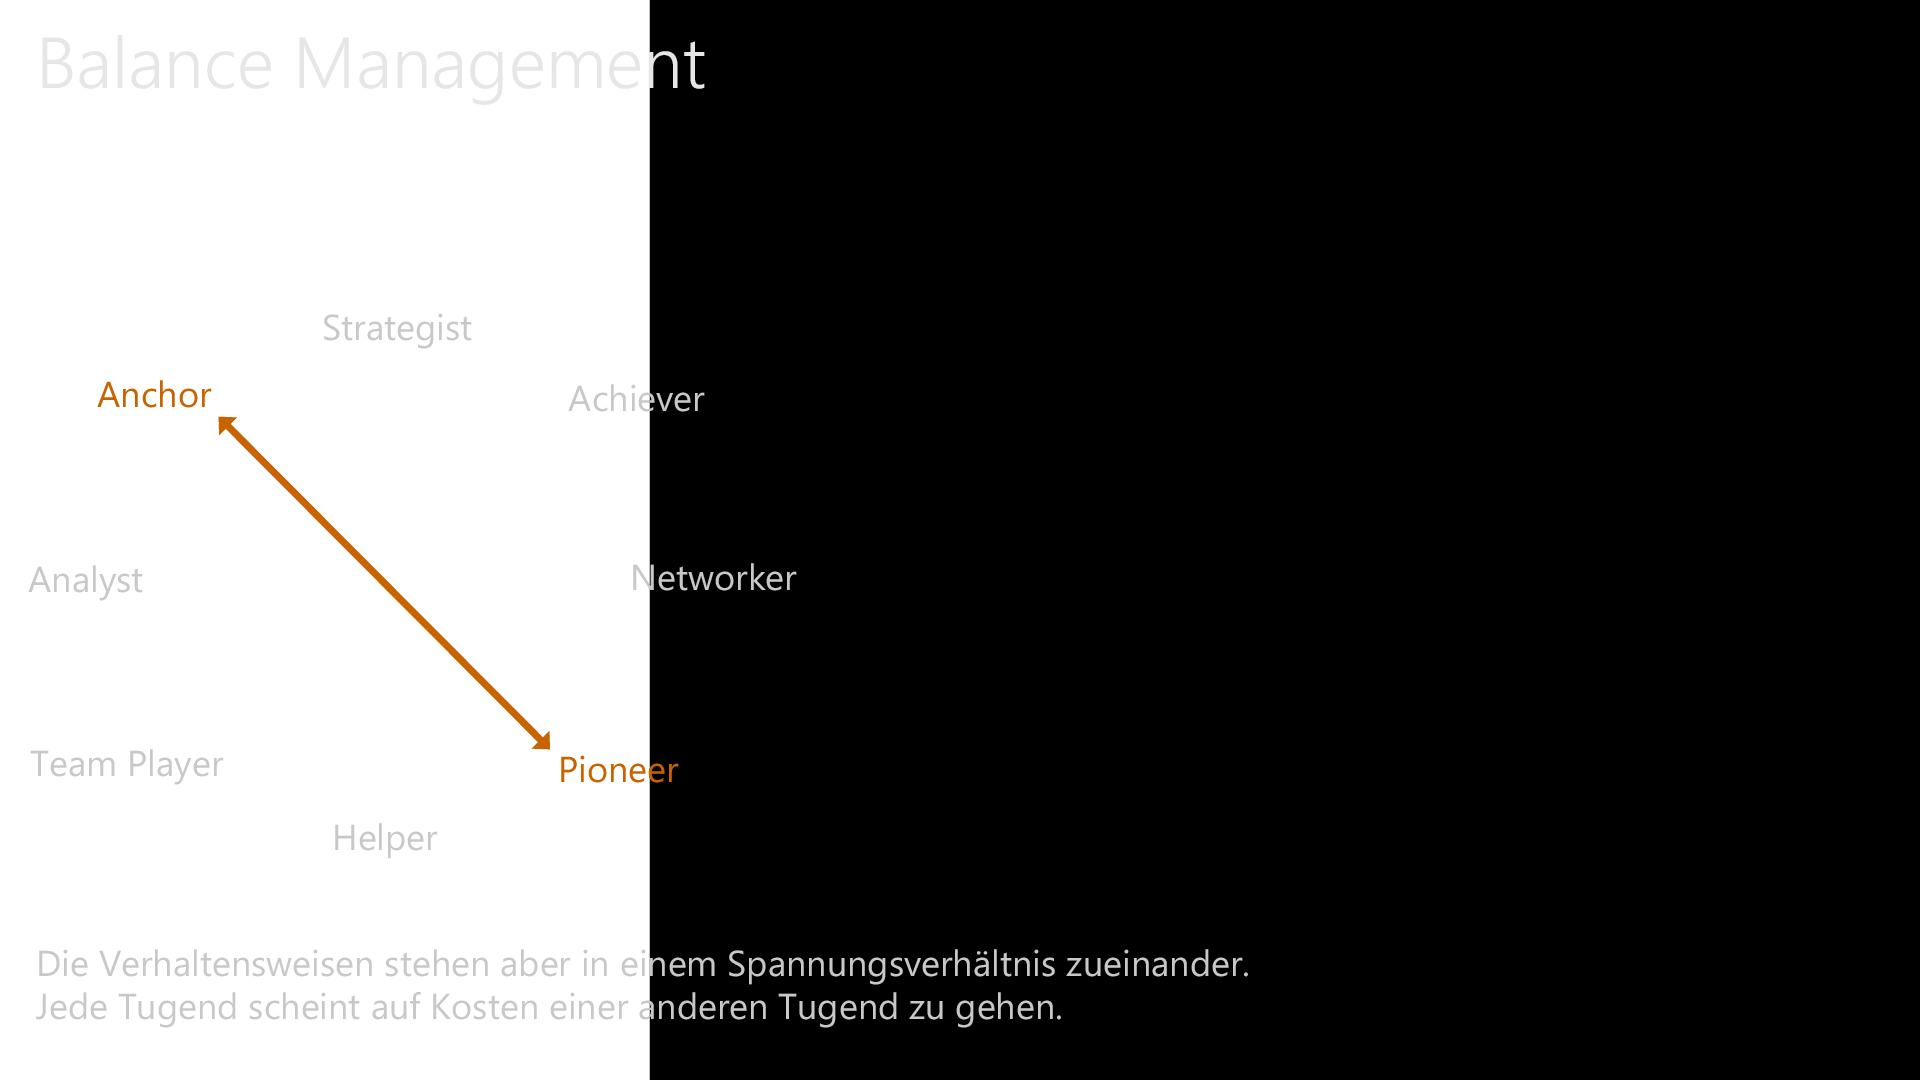 Balance Management
Strategist
Anchor
Achiever
Analyst
Networker
Team Player
Pioneer
Helper
Die Verhaltensweisen stehen aber in einem Spannungsverhältnis zueinander.
Jede Tugend scheint auf Kosten einer anderen Tugend zu gehen.